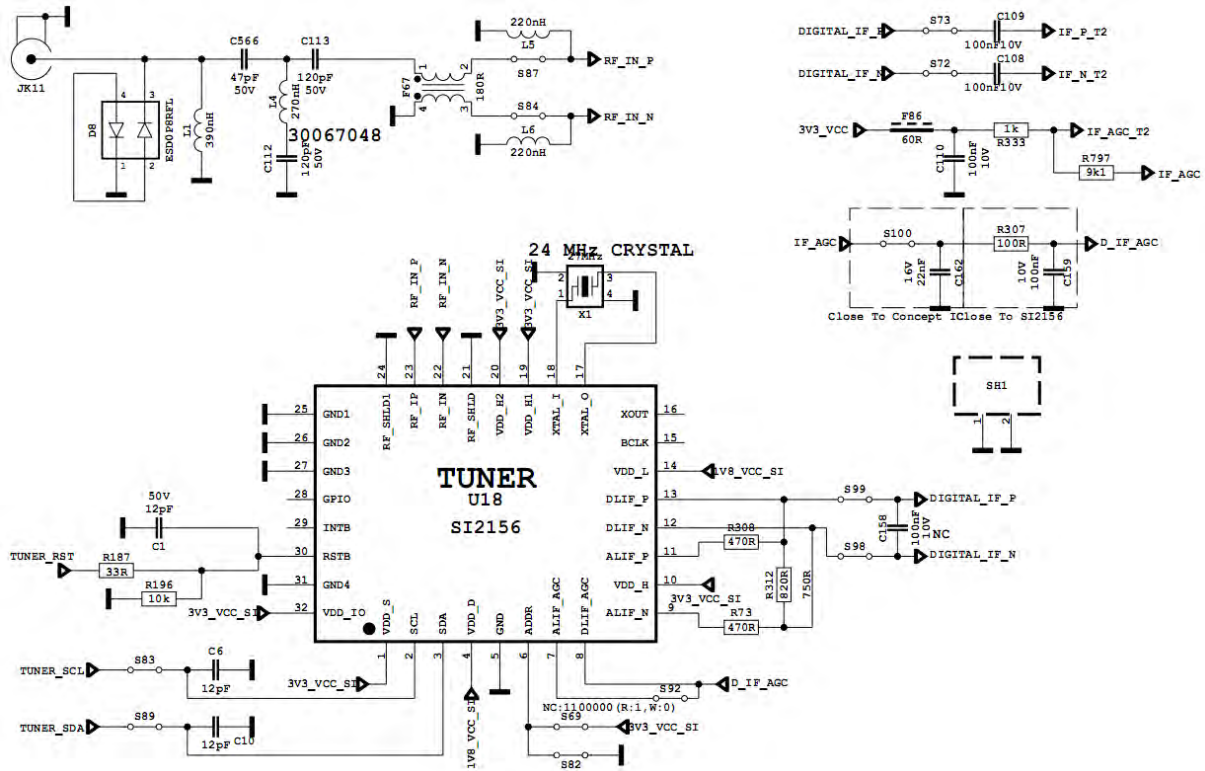 JK11
D8
4
3
1
2
ESD0P8RFL
L1
390nH
C566
47pF
50V
C113
120pF
50V
L4
270nH
C112
120pF
50V
30067048
F67
1
2
4
3
180R
220nH
L5
S87
RF_IN_P
S84
RF_IN_N
L6
220nH
DIGITAL_IF_P
S73
C109
100nF10V
IF_P_T2
DIGITAL_IF_N
S72
C108
100nF10V
IF_N_T2
3V3_VCC
F86
60R
C110
100nF
10V
1k
R333
IF_AGC_T2
R797
9k1
IF_AGC
IF_AGC
S100
16V
22nF
C162
R307
100R
10V
100nF
C159
D_IF_AGC
Close To Concept IC
Close To SI2156
SH1
1
2
24 MHz CRYSTAL
27MHz
2
3
1
4
X1
RF_IN_P
RF_IN_N
3V3_VCC_SI
3V3_VCC_SI
24
23
22
21
20
19
18
17
RF_SHLD1
RF_IP
RF_IN
RF_SHLD
VDD_H2
VDD_H1
XTAL_I
XTAL_O
25 GND1
26 GND2
27 GND3
28 GPIO
29 INTB
30 RSTB
31 GND4
32 VDD_IO
XOUT 16
BCLK 15
VDD_L 14
DLIF_P 13
DLIF_N 12
ALIF_P 11
VDD_H 10
ALIF_N 9
TUNER
U18
SI2156
VDD_S
SCL
SDA
VDD_D
GND
ADDR
ALIF_AGC
DLIF_AGC
1
2
3
4
5
6
7
8
50V
12pF
C1
TUNER_RST
R187
33R
R196
10k
3V3_VCC_SI
TUNER_SCL
S83
C6
12pF
3V3_VCC_SI
TUNER_SDA
S89
12pF
C10
1V8_VCC_SI
1V8_VCC_SI
S99
DIGITAL_IF_P
C158
100nF
10V
NC
S98
DIGITAL_IF_N
R308
470R
R312
820R
750R
3V3_VCC_SI
R73
470R
S92
D_IF_AGC
NC:1100000(R:1,W:0)
S69
3V3_VCC_SI
S82